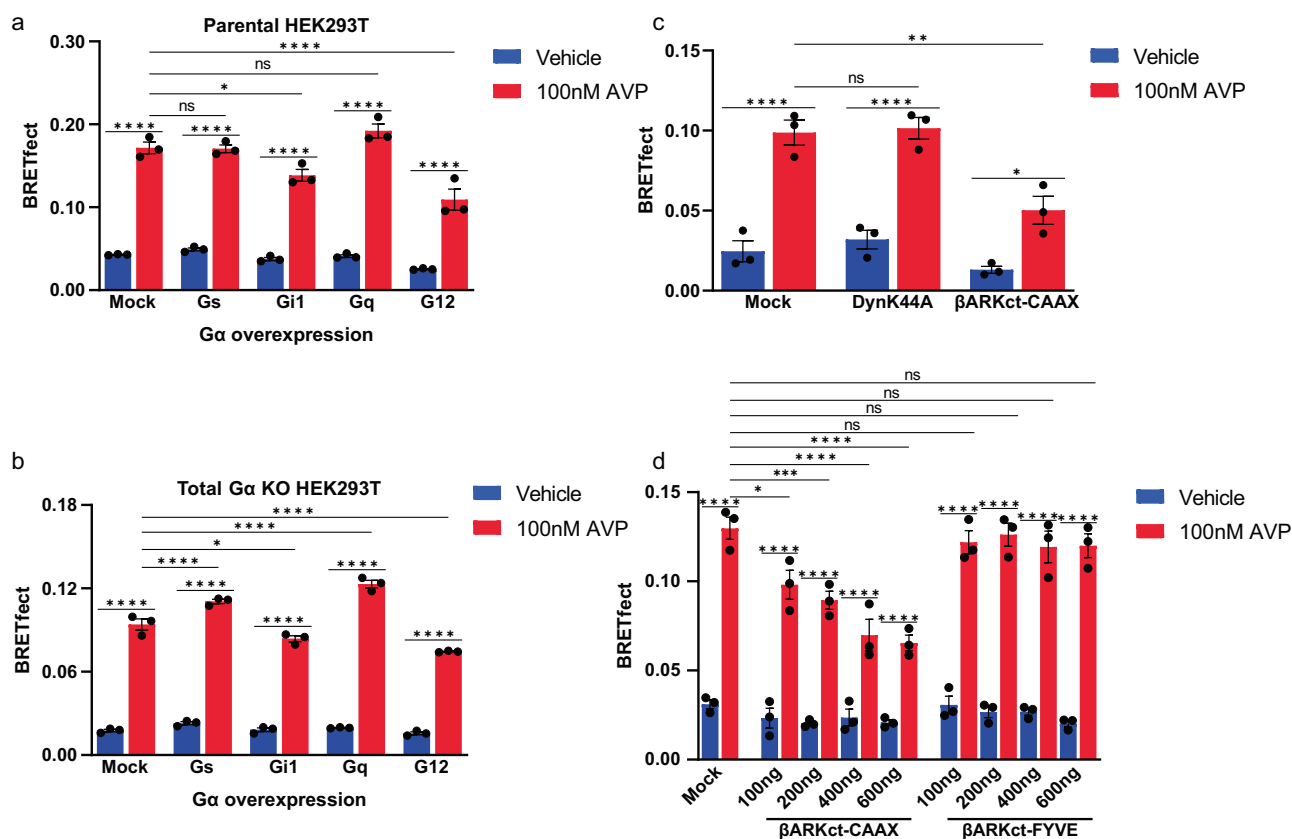 a
Parental HEK293T
Vehicle
100nM AVP
BRETfect
0.30
0.20
0.10
0.00
****
ns
*
ns
**** **** **** **** ****
Mock Gs Gi1 Gq G12
Gα overexpression
c
Vehicle
100nM AVP
BRETfect
0.15
0.10
0.05
0.00
**
ns
**** **** *
Mock DynK44A βARKct-CAAX
b
Total Gα KO HEK293T
Vehicle
100nM AVP
BRETfect
0.18
0.12
0.06
0.00
****
****
*
****
**** **** **** **** ****
Mock Gs Gi1 Gq G12
Gα overexpression
d
Vehicle
100nM AVP
BRETfect
0.15
0.10
0.05
0.00
ns
ns
ns
ns
****
****
***
*
**** **** **** **** **** **** **** **** ****
Mock 100ng 200ng 400ng 600ng 100ng 200ng 400ng 600ng
βARKct-CAAX βARKct-FYVE